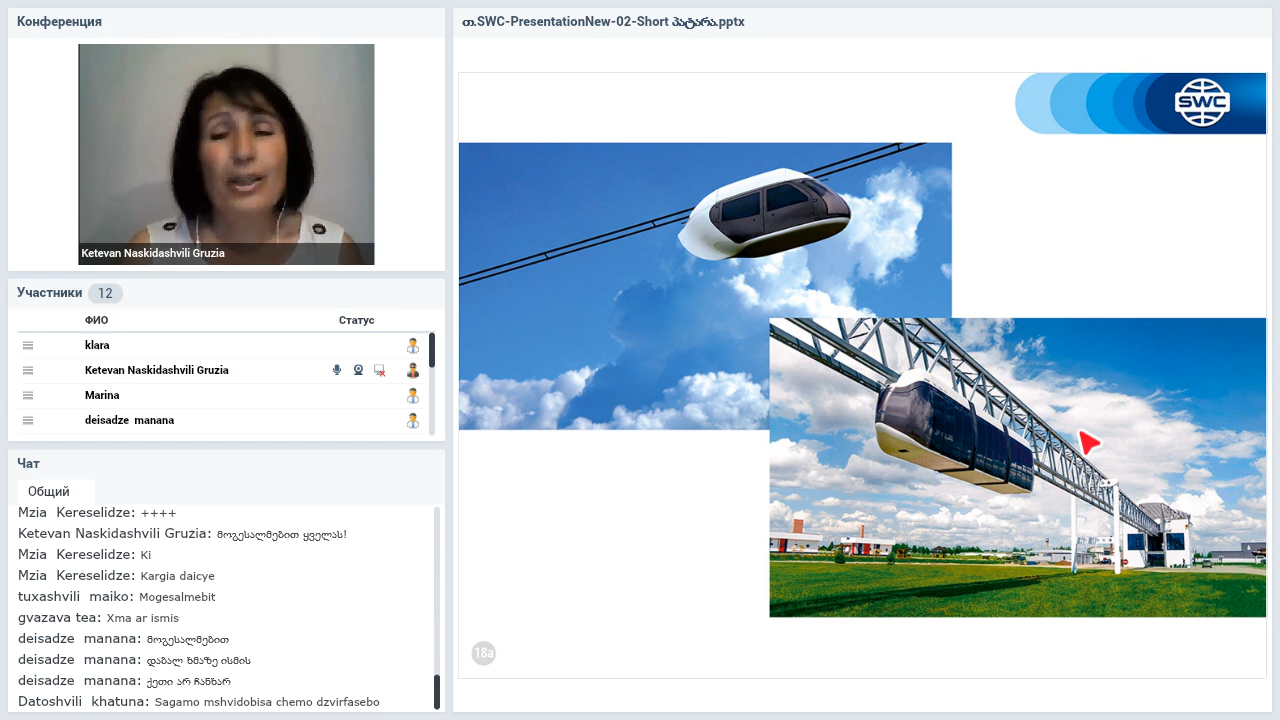 Конференция
Ketevan Naskidashvili Gruzia
Участники 12
ФИО Статус
klara
Ketevan Naskidashvili Gruzia
Marina
deisadze manana
Чат
Общий
Mzia Kereselidze: ++++
Ketevan Naskidashvili Gruzia: მოგესალმებით ყველას!
Mzia Kereselidze: Ki
Mzia Kereselidze: Kargia daicye
tuxashvili maiko: Mogesalmebit
gvazava tea: Xma ar ismis
deisadze manana: მოგესალმებით
deisadze manana: დაბალ ხმაზე ისმის
deisadze manana: ქეთი არ ჩანხარ
Datoshvili khatuna: Sagamo mshvidobisa chemo dzvirfasebo
თ.SWC-PresentationNew-02-Short პატარა.pptx
SWC
18a